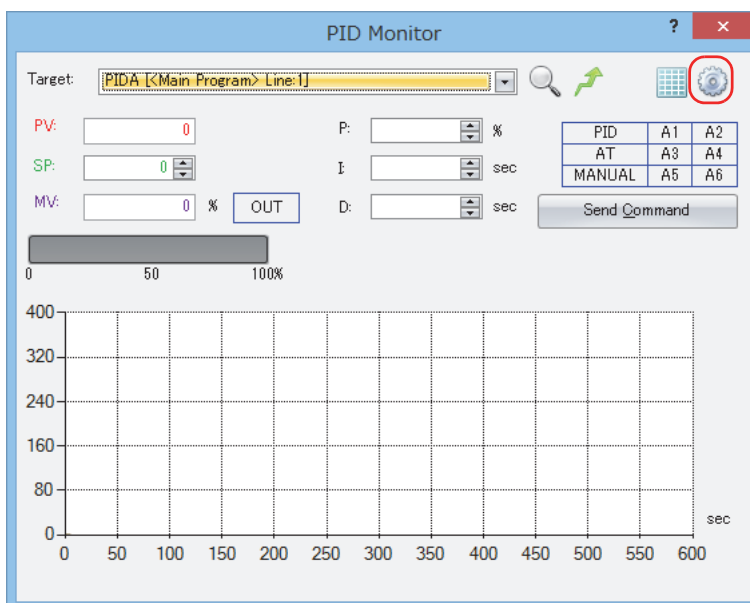 PID Monitor ?
Target: PIDA [<Main Program> Line:1]
PV: 0 P: % PID A1 A2
AT A3 A4
SP: 0 I: sec MANUAL A5 A6
MV: 0 % OUT D: sec Send Command
0 50 100%
400
320
240
160
80
0
sec
0 50 100 150 200 250 300 350 400 450 500 550 600